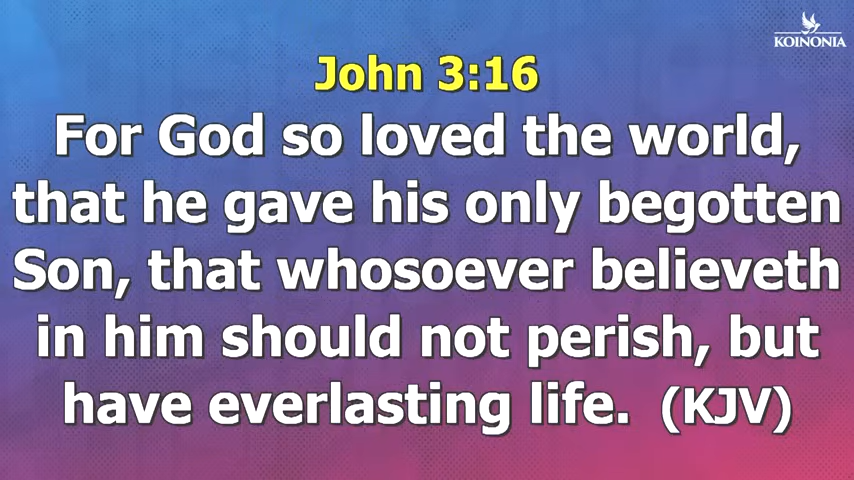 KOINONIA
John 3:16
For God so loved the world,
that he gave his only begotten
Son, that whosoever believeth
in him should not perish, but
have everlasting life.  (KJV)